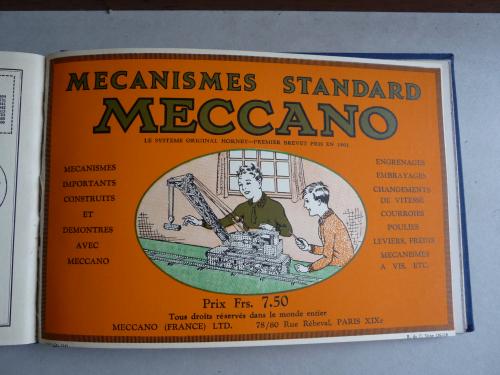 MECANISMES STANDARD
MECCANO
LE SYSTEME ORIGINAL HORNBY—PREMIER BREVET PRIS EN 1901
MECANISMES
IMPORTANTS
CONSTRUITS
ET
DEMONTRES
AVEC
MECCANO
ENGRENAGES
EMBRAYAGES
CHANGEMENTS
DE VITESSE
COURROIES
POULIES
LEVIERS, FREINS
MECANISMES
A VIS, ETC.
Prix Frs. 7.50
Tous droits réservés dans le monde entier
MECCANO (FRANCE) LTD. 78/80 Rue Rébeval, PARIS XIXe